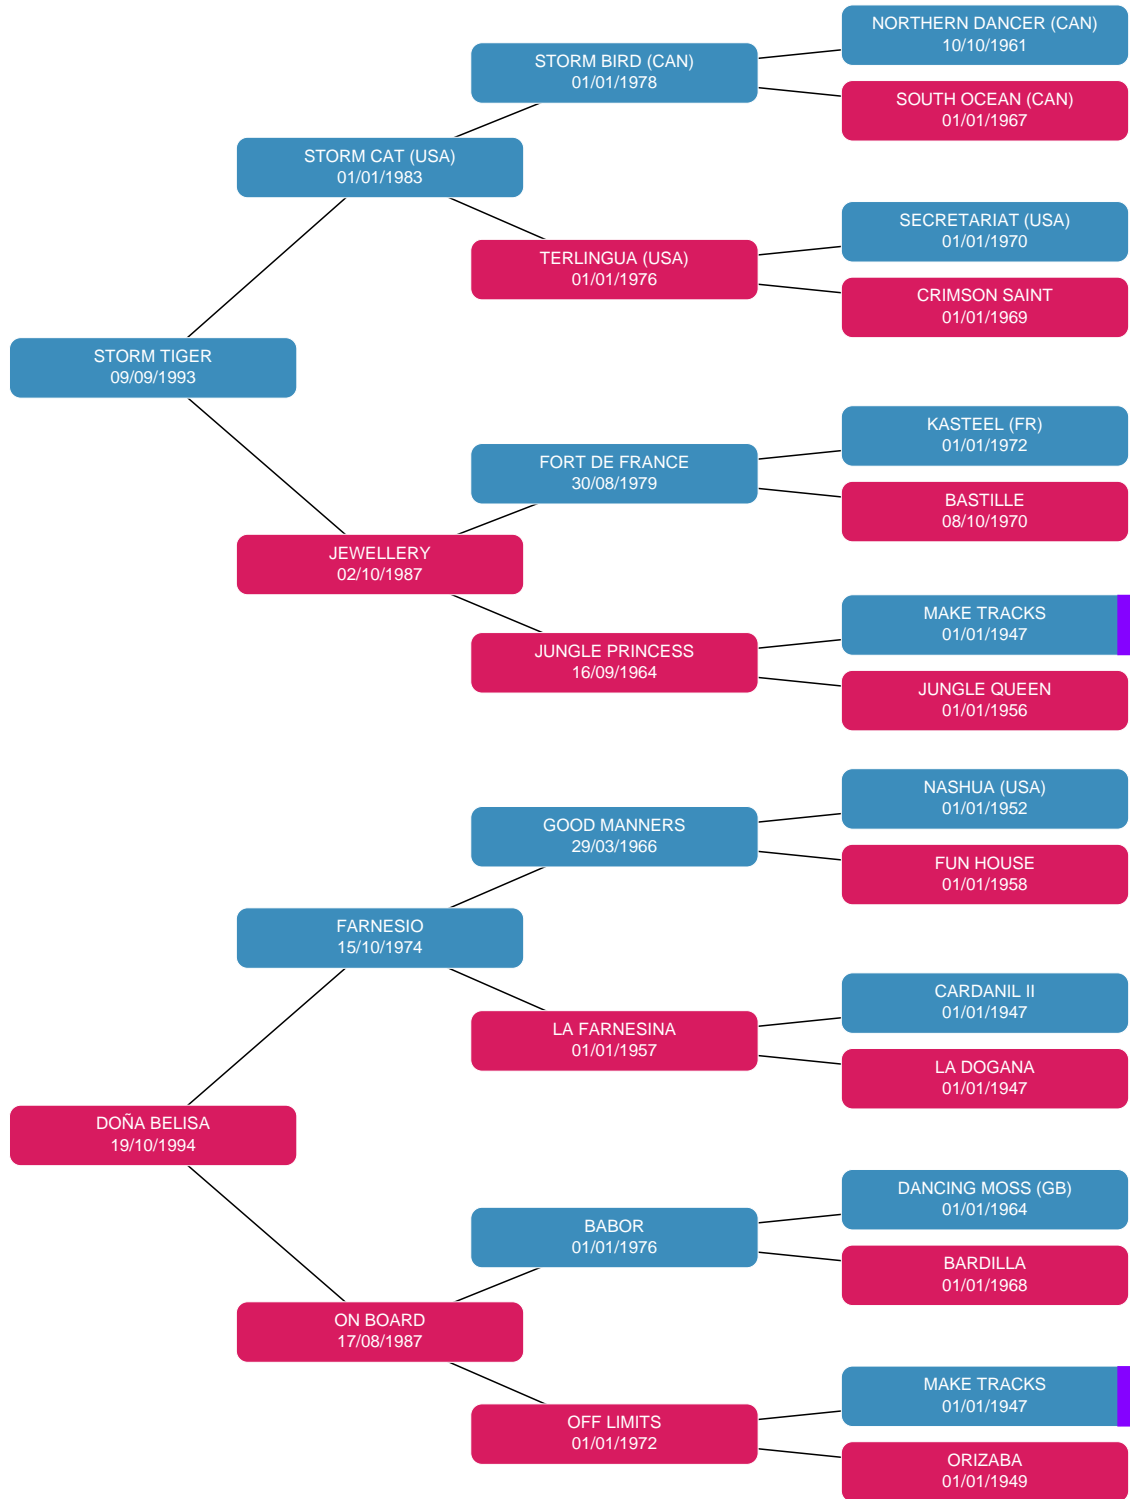 NORTHERN DANCER (CAN)
10/10/1961
STORM BIRD (CAN)
01/01/1978
SOUTH OCEAN (CAN)
01/01/1967
STORM CAT (USA)
01/01/1983
SECRETARIAT (USA)
01/01/1970
TERLINGUA (USA)
01/01/1976
CRIMSON SAINT
01/01/1969
STORM TIGER
09/09/1993
KASTEEL (FR)
01/01/1972
FORT DE FRANCE
30/08/1979
BASTILLE
08/10/1970
JEWELLERY
02/10/1987
MAKE TRACKS
01/01/1947
JUNGLE PRINCESS
16/09/1964
JUNGLE QUEEN
01/01/1956
NASHUA (USA)
01/01/1952
GOOD MANNERS
29/03/1966
FUN HOUSE
01/01/1958
FARNESIO
15/10/1974
CARDANIL II
01/01/1947
LA FARNESINA
01/01/1957
LA DOGANA
01/01/1947
DOÑA BELISA
19/10/1994
DANCING MOSS (GB)
01/01/1964
BABOR
01/01/1976
BARDILLA
01/01/1968
ON BOARD
17/08/1987
MAKE TRACKS
01/01/1947
OFF LIMITS
01/01/1972
ORIZABA
01/01/1949